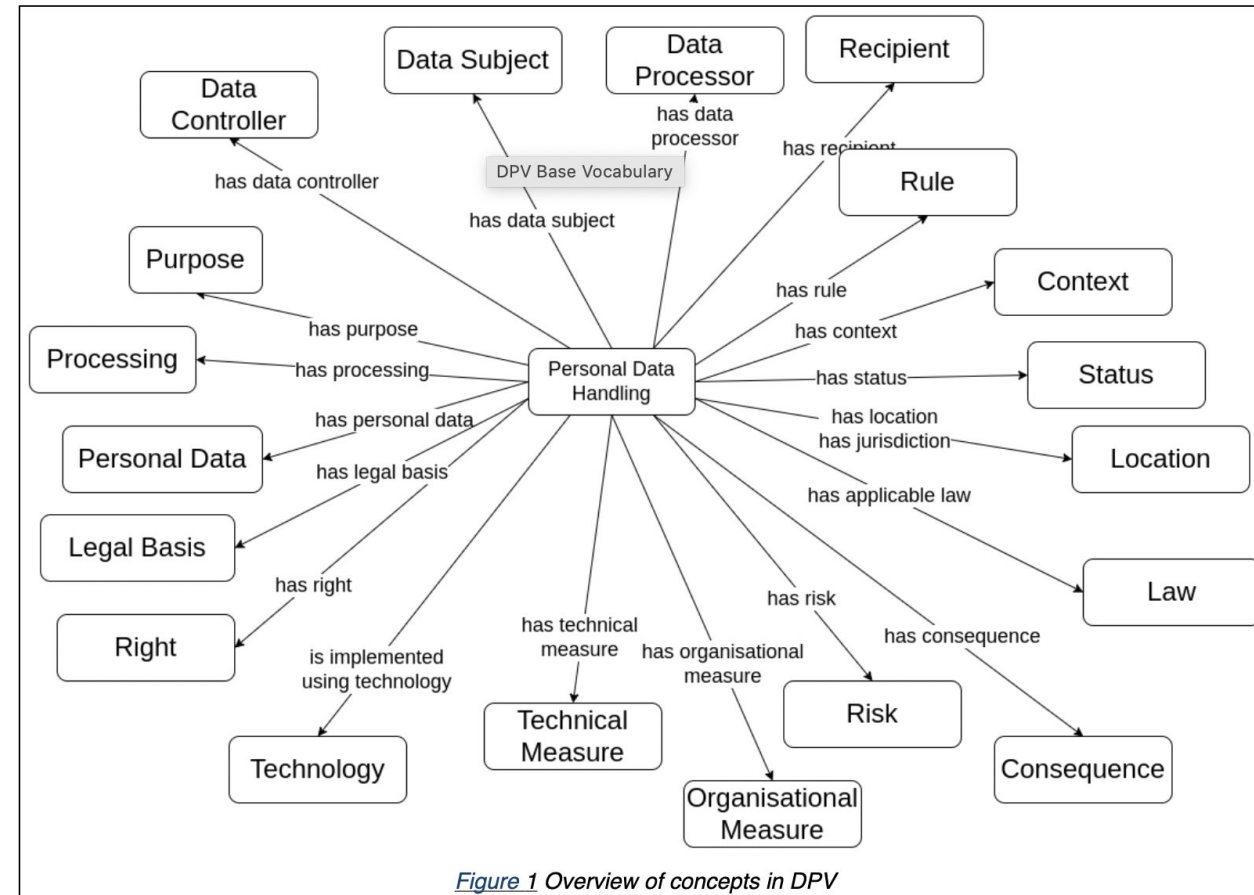 Data Subject
Data
Processor
Recipient
Data
Controller
has data
processor
has recipient
DPV Base Vocabulary
has data controller
Rule
has data subject
Purpose
has rule
Context
has purpose
has context
Processing
has processing
Personal Data
Handling
has status
Status
has personal data
has location
has jurisdiction
Personal Data
Location
has legal basis
has applicable law
Legal Basis
has right
has risk
Law
Right
has technical
measure
has organisational
measure
has consequence
is implemented
using technology
Technical
Measure
Risk
Technology
Consequence
Organisational
Measure
Figure 1 Overview of concepts in DPV